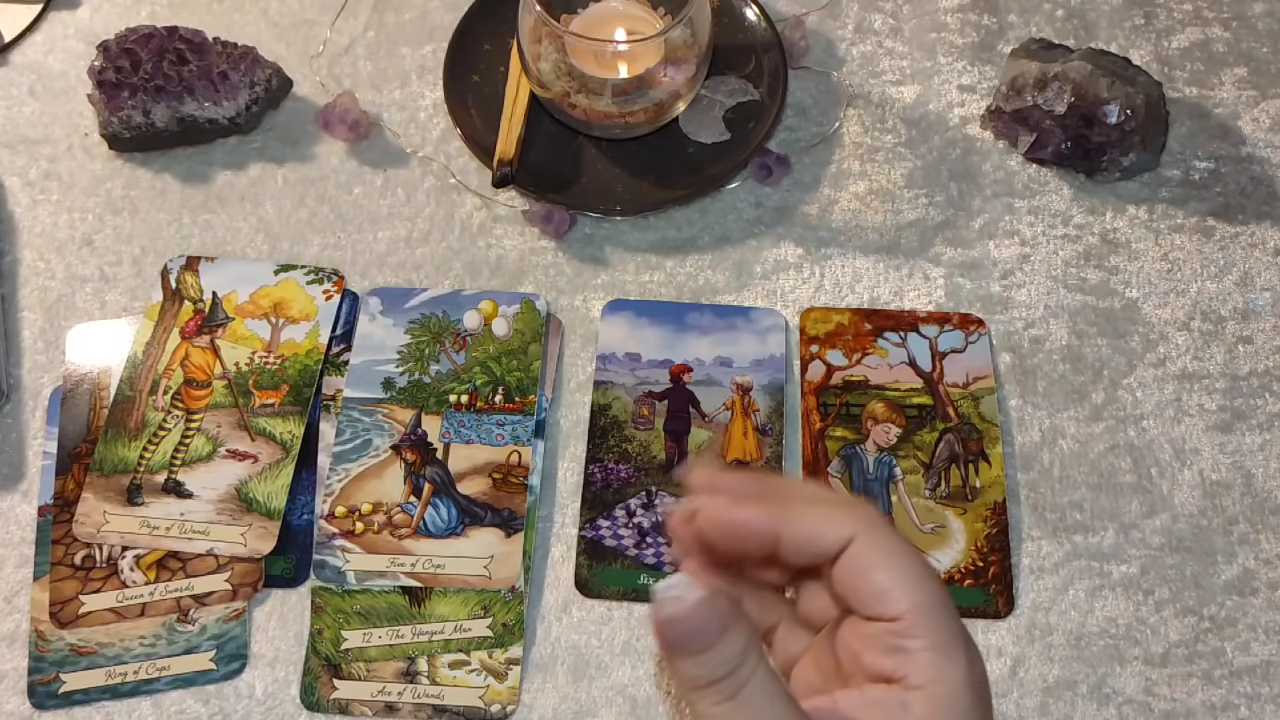 Page of Wands
Queen of Swords
King of Cups
Five of Cups
12 • The Hanged Man
Ace of Wands
Six